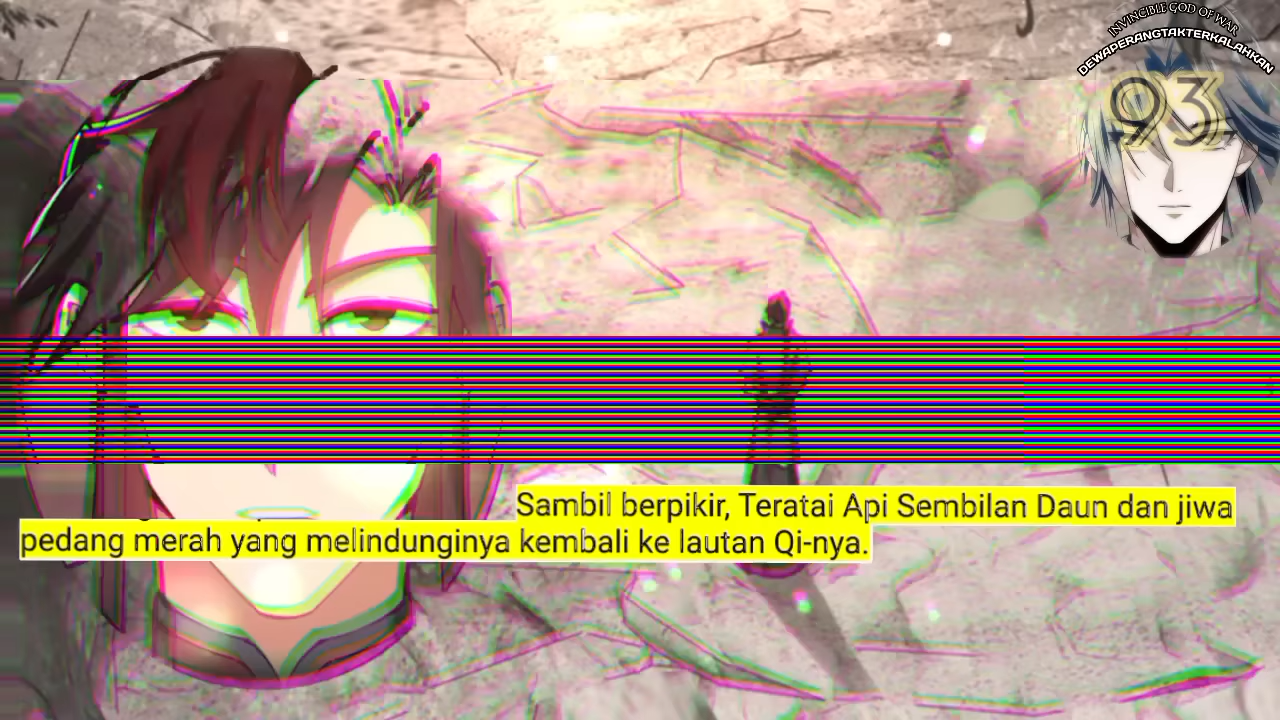 INVINCIBLE GOD OF WAR
DEWAPERANGTAKTERKALAHKAN
93
Sambil berpikir, Teratai Api Sembilan Daun dan jiwa
pedang merah yang melindunginya kembali ke lautan Qi-nya.